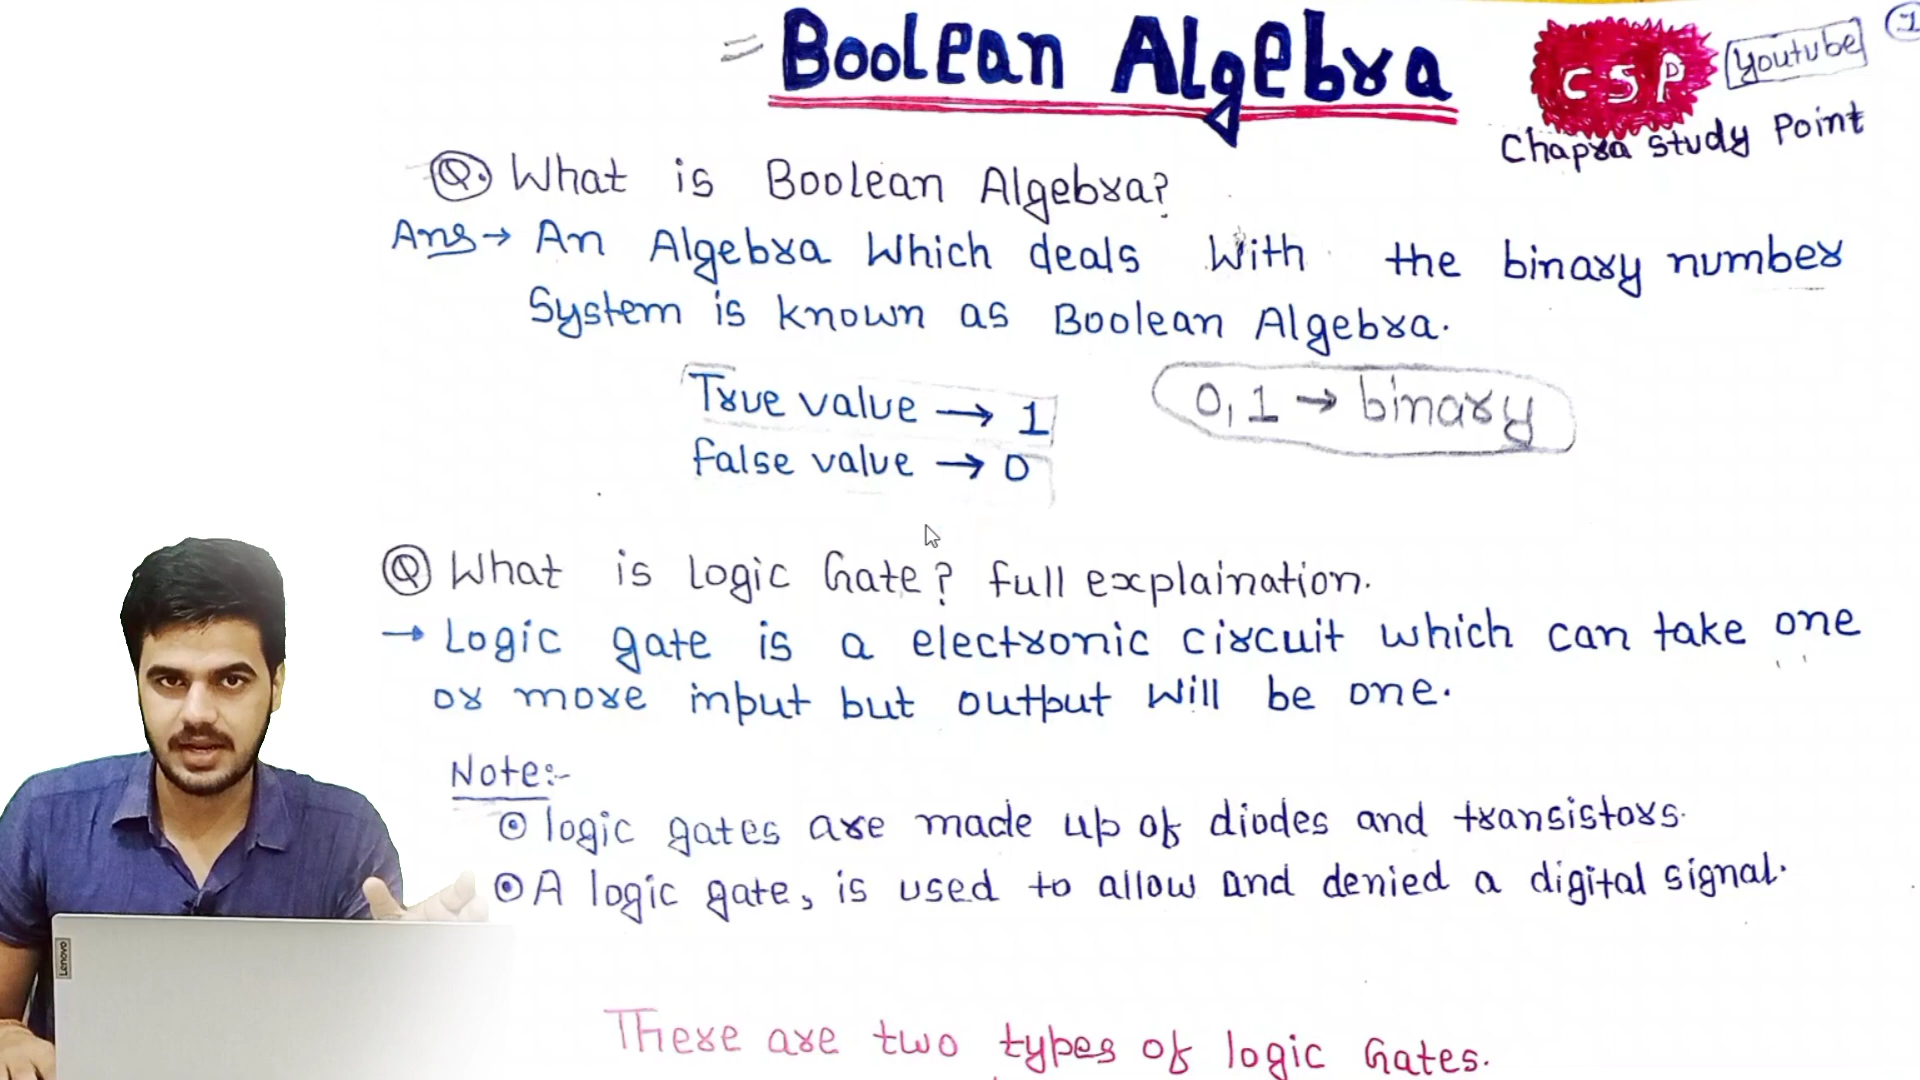 = Boolean Algebra
CSP
D
Youtube
1
Chapra Study Point
Q. What is Boolean Algebra?
Ans → An Algebra which deals with the binary number
System is known as Boolean Algebra.
True value → 1
False value → 0
0, 1 → binary
Q What is Logic Gate? full explaination.
→ Logic gate is a electronic circuit which can take one
or more input but output will be one.
Note:-
logic gates are made up of diodes and transistors.
A logic gate, is used to allow and denied a digital signal.
There are two types of logic Gates.
Lenovo